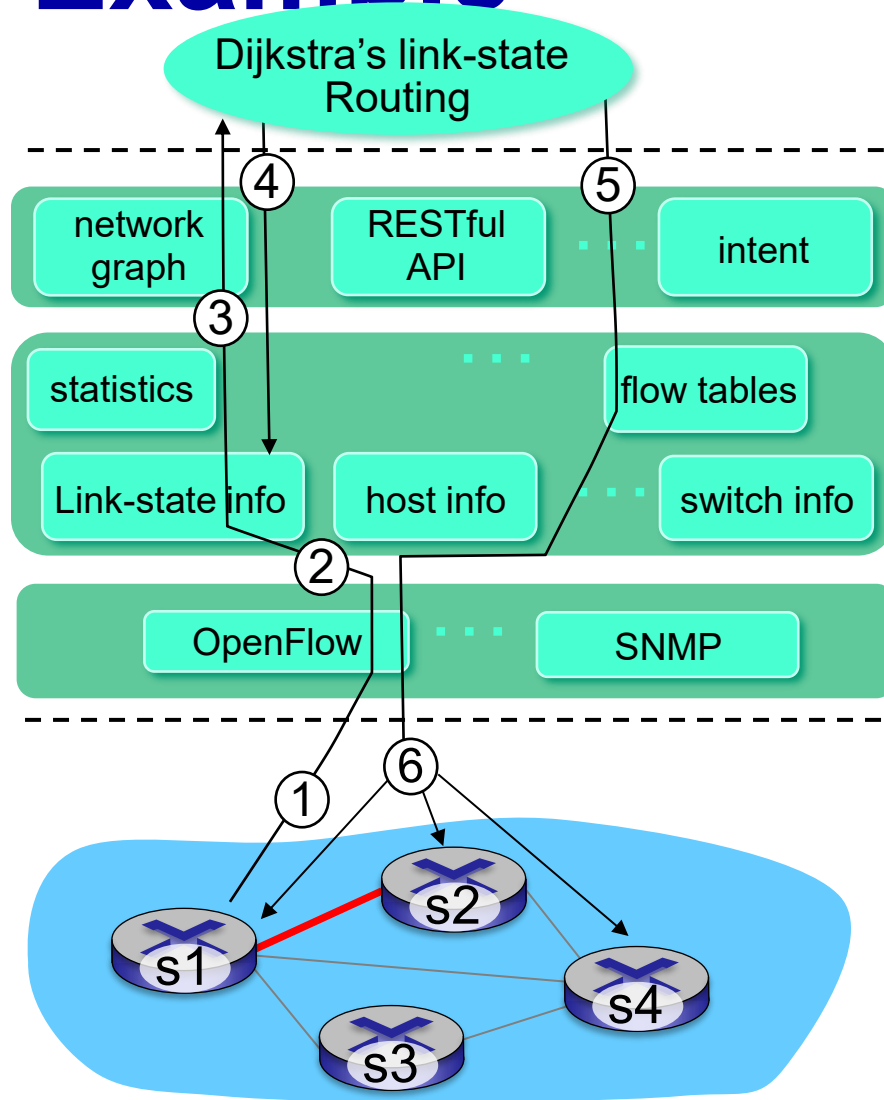 Example
Dijkstra's link-state
Routing
4
5
network
graph
RESTful
API
. . .
intent
3
statistics
. . .
flow tables
Link-state info
host info
. . .
switch info
2
OpenFlow
. . .
SNMP
1
6
s2
s1
s4
s3